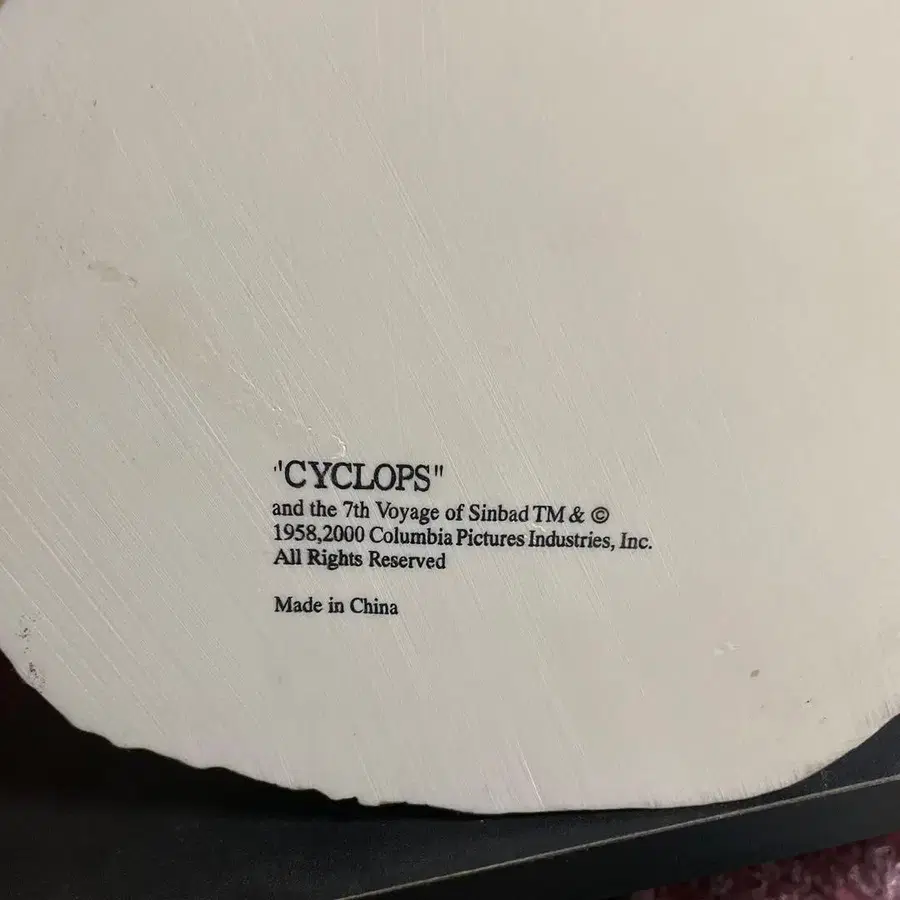 "CYCLOPS"
and the 7th Voyage of Sinbad TM & ©
1958,2000 Columbia Pictures Industries, Inc.
All Rights Reserved
Made in China